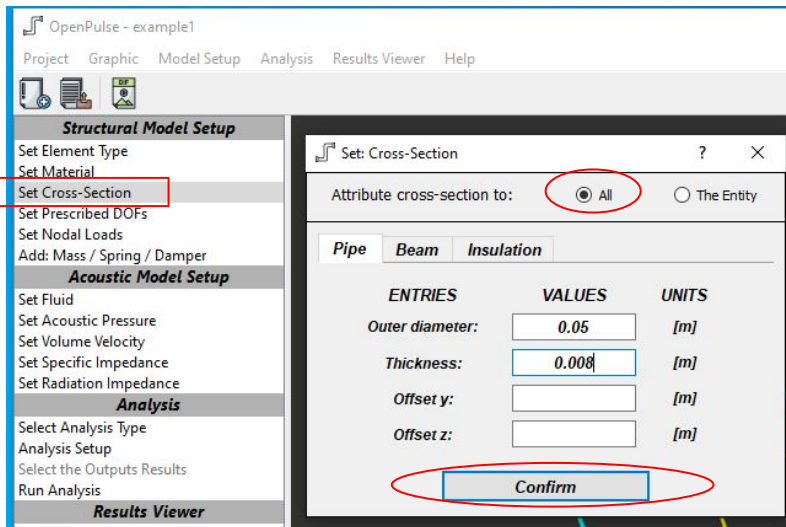 OpenPulse - example1
Project Graphic Model Setup Analysis Results Viewer Help
DIF
Structural Model Setup
Set Element Type
Set Material
Set Cross-Section
Set Prescribed DOFs
Set Nodal Loads
Add: Mass / Spring / Damper
Acoustic Model Setup
Set Fluid
Set Acoustic Pressure
Set Volume Velocity
Set Specific Impedance
Set Radiation Impedance
Analysis
Select Analysis Type
Analysis Setup
Select the Outputs Results
Run Analysis
Results Viewer
Set: Cross-Section ?
Attribute cross-section to: All The Entity
Pipe Beam Insulation
ENTRIES VALUES UNITS
Outer diameter: 0.05 [m]
Thickness: 0.008 [m]
Offset y: [m]
Offset z: [m]
Confirm